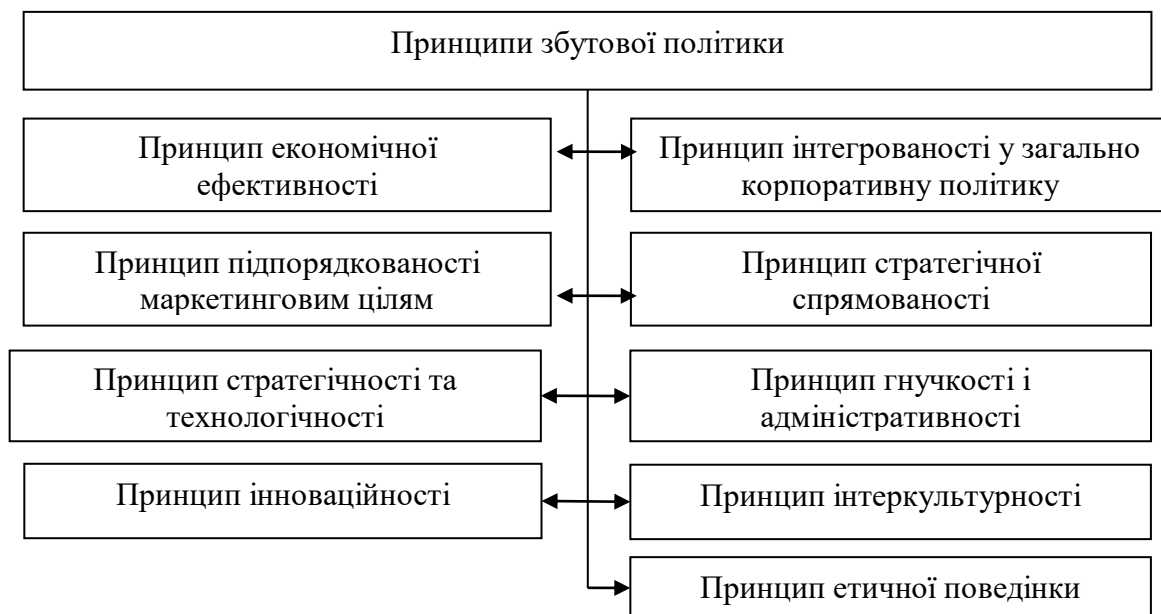 Принципи збутової політики
Принцип економічної
ефективності
Принцип інтегрованості у загально
корпоративну політику
Принцип підпорядкованості
маркетинговим цілям
Принцип стратегічної
спрямованості
Принцип стратегічності та
технологічності
Принцип гнучкості і
адміністративності
Принцип інноваційності
Принцип інтеркультурності
Принцип етичної поведінки